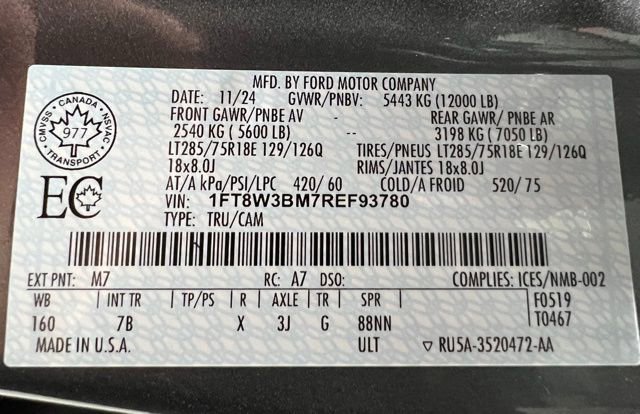 MFD. BY FORD MOTOR COMPANY
DATE: 11/24 GVWR/PNBV: 5443 KG (12000 LB)
FRONT GAWR/PNBE AV - REAR GAWR/ PNBE AR
2540 KG ( 5600 LB) -- 3198 KG ( 7050 LB)
LT285/75R18E 129/126Q TIRES/PNEUS LT285/75R18E 129/126Q
18x8.0J RIMS/JANTES 18x8.0J
AT/A kPa/PSI/LPC 420/ 60 COLD/A FROID 520/ 75
VIN: 1FT8W3BM7REF93780
TYPE: TRU/CAM
CANADA
CMVSS
NSVAC
977
TRANSPORT
EC
EXT PNT: M7 RC: A7 DSO: COMPLIES: ICES/NMB-002
WB INT TR TP/PS R AXLE TR SPR F0519
160 7B X 3J G 88NN T0467
MADE IN U.S.A. ULT ▽ RU5A-3520472-AA